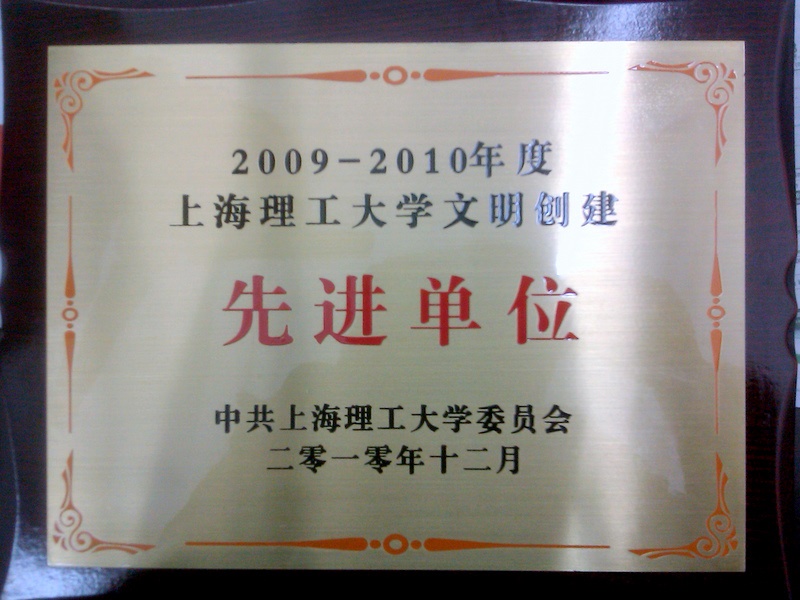 2009-2010年度
上海理工大学文明创建
先进单位
中共上海理工大学委员会
二零一零年十二月